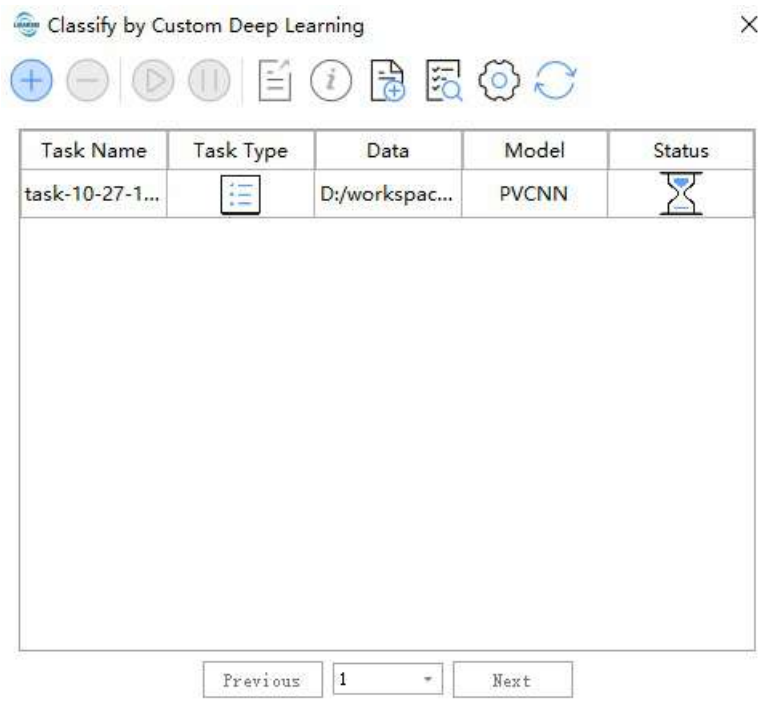 Classify by Custom Deep Learning
Task Name Task Type Data Model Status
task-10-27-1... D:/workspac... PVCNN
Previous 1 Next